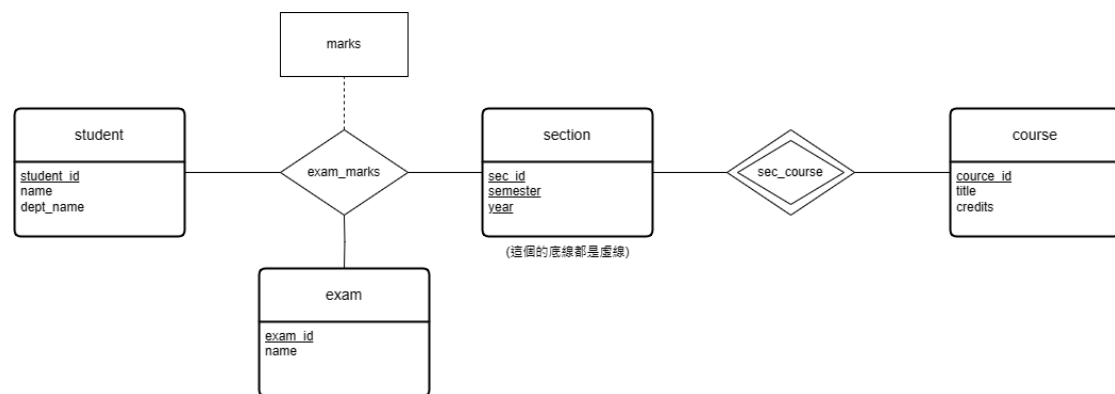 marks
student
student_id
name
dept_name
exam_marks
section
sec_id
semester
year
(這個的底線都是虛線)
sec_course
course
cource_id
title
credits
exam
exam_id
name